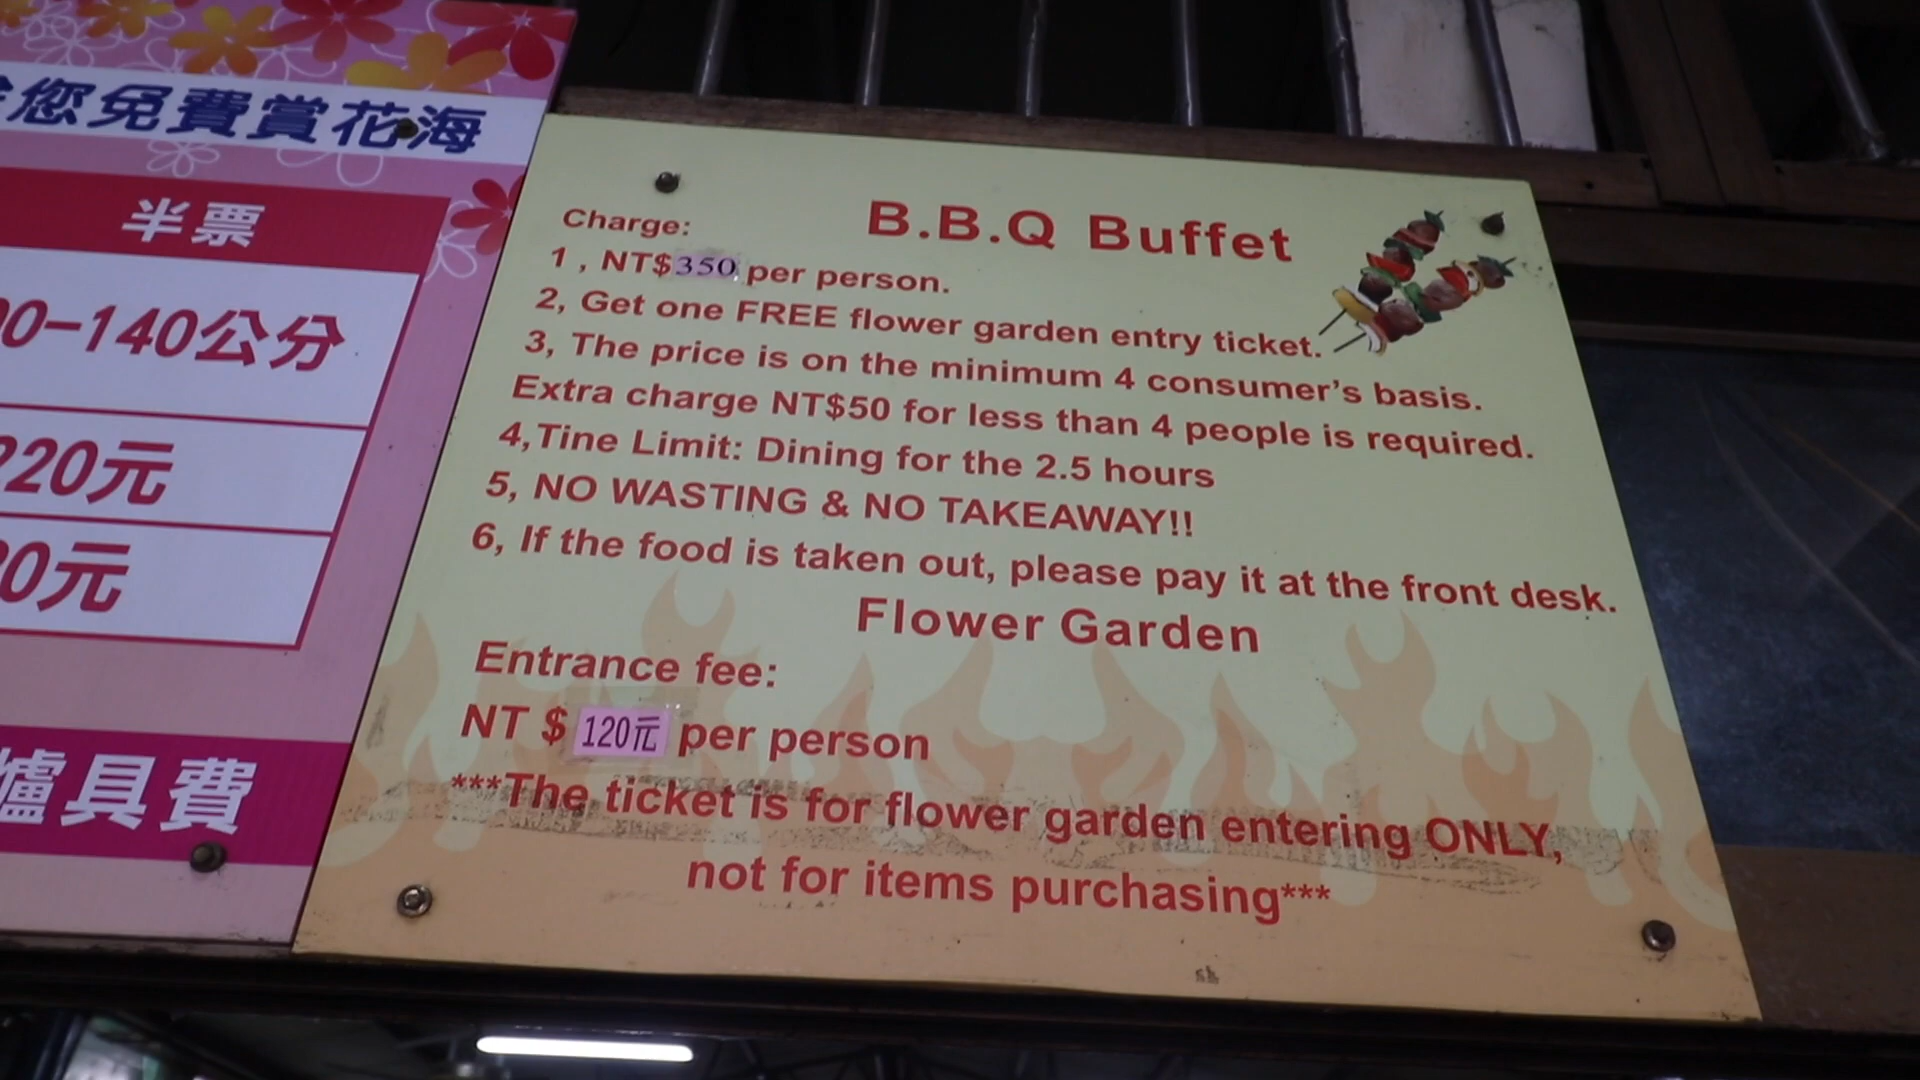 您免費賞花海
半票
0-140公分
220元
0元
爐具費
B.B.Q Buffet
Charge:
1 , NT$350 per person.
2, Get one FREE flower garden entry ticket.
3, The price is on the minimum 4 consumer's basis.
Extra charge NT$50 for less than 4 people is required.
4,Tine Limit: Dining for the 2.5 hours
5, NO WASTING & NO TAKEAWAY!!
6, If the food is taken out, please pay it at the front desk.
Flower Garden
Entrance fee:
NT $ 120元 per person
***The ticket is for flower garden entering ONLY,
not for items purchasing***